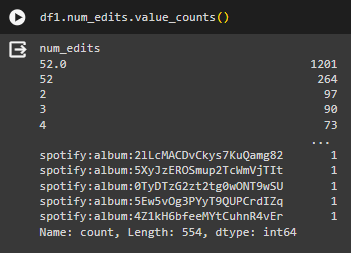 df1.num_edits.value_counts()
num_edits
52.0 1201
52 264
2 97
3 90
4 73
...
spotify:album:2lLcMACDvCkys7KuQamg82 1
spotify:album:5XyJzEROSmup2TcWmVjTIt 1
spotify:album:0TyDTzG2zt2tg0wONT9wSU 1
spotify:album:5Ew5vOg3PYyT9QUPCrdIZq 1
spotify:album:4Z1kH6bfeeMYtCuhnR4vEr 1
Name: count, Length: 554, dtype: int64